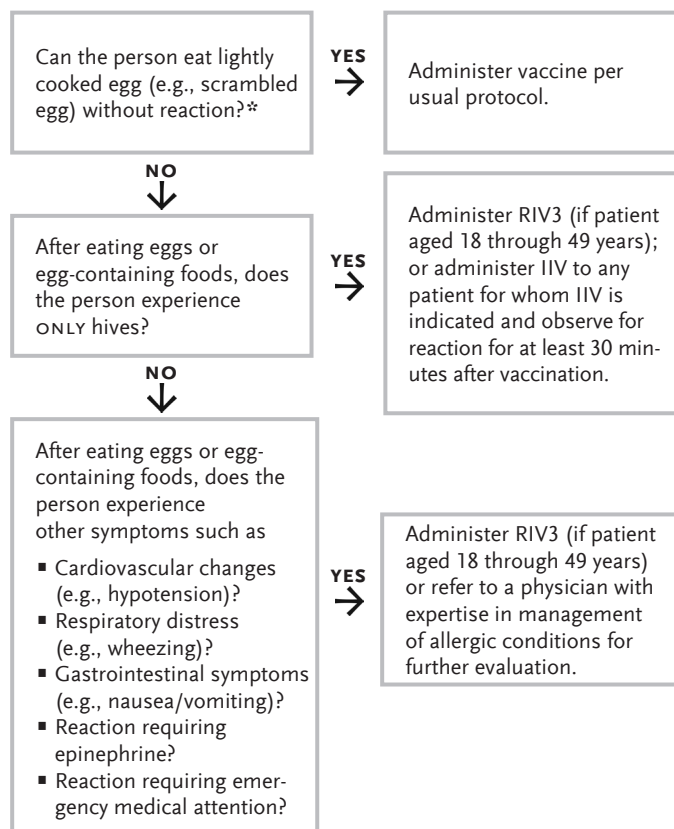 Can the person eat lightly
cooked egg (e.g., scrambled
egg) without reaction?*
YES
Administer vaccine per
usual protocol.
NO
After eating eggs or
egg-containing foods, does
the person experience
ONLY hives?
YES
Administer RIV3 (if patient
aged 18 through 49 years);
or administer IIV to any
patient for whom IIV is
indicated and observe for
reaction for at least 30 min-
utes after vaccination.
NO
After eating eggs or egg-
containing foods, does the
person experience
other symptoms such as
▪ Cardiovascular changes
(e.g., hypotension)?
▪ Respiratory distress
(e.g., wheezing)?
▪ Gastrointestinal symptoms
(e.g., nausea/vomiting)?
▪ Reaction requiring
epinephrine?
▪ Reaction requiring emer-
gency medical attention?
YES
Administer RIV3 (if patient
aged 18 through 49 years)
or refer to a physician with
expertise in management
of allergic conditions for
further evaluation.